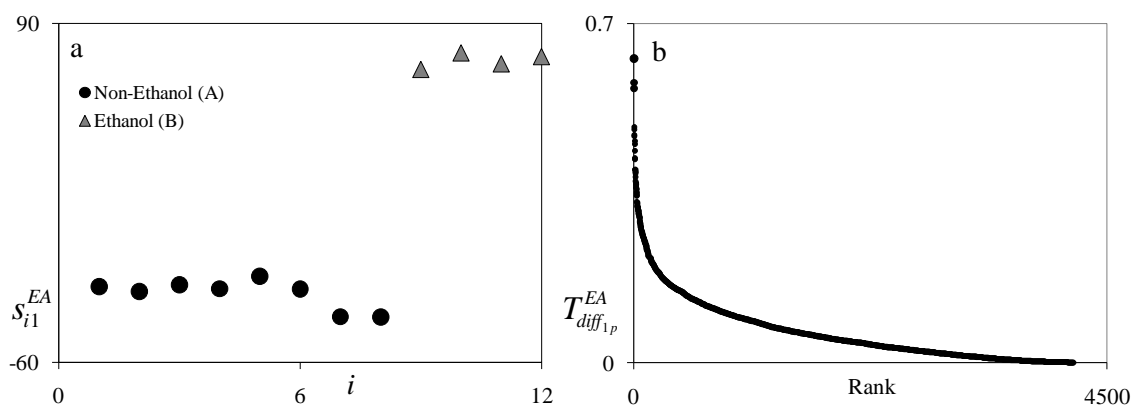 90
a
Non-Ethanol (A)
Ethanol (B)
s_{i1}^{EA}
-60
0
6
i
12
0.7
b
T_{diff_{1p}}^{EA}
0
0
Rank
4500